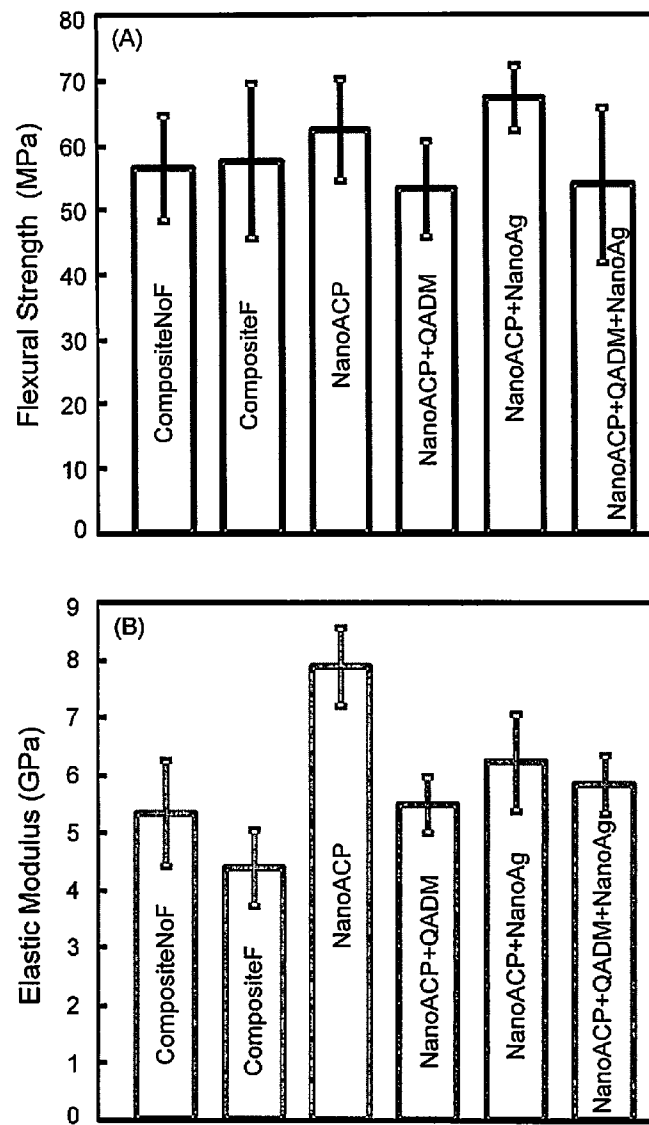 (A)
Flexural Strength (MPa)
80
70
60
50
40
30
20
10
0
CompositeNoF
CompositeF
NanoACP
NanoACP+QADM
NanoACP+NanoAg
NanoACP+QADM+NanoAg
(B)
Elastic Modulus (GPa)
9
8
7
6
5
4
3
2
1
0
CompositeNoF
CompositeF
NanoACP
NanoACP+QADM
NanoACP+NanoAg
NanoACP+QADM+NanoAg